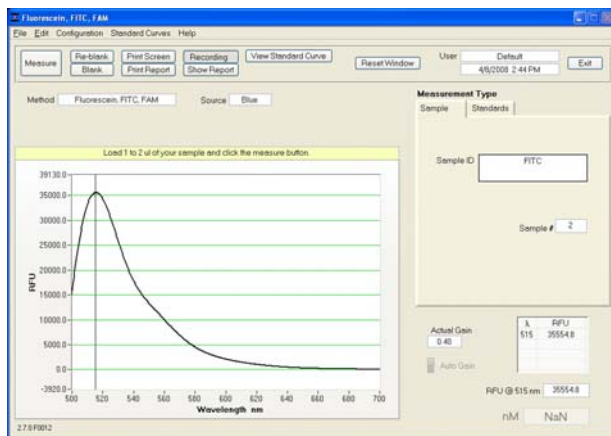 Fluorescein, FITC, FAM
File Edit Configuration Standard Curves Help
Measure
Re-blank
Print Screen
Recording
View Standard Curve
Blank
Print Report
Show Report
Reset Window
User
Default
4/8/2008 2:44 PM
Exit
Method
Fluorescein, FITC, FAM
Source
Blue
Measurement Type
Sample
Standards
Load 1 to 2 ul of your sample and click the measure button.
Sample ID
FITC
Sample #
2
39130.0
35000.0
30000.0
25000.0
20000.0
15000.0
10000.0
5000.0
0.0
-3920.0
RFU
500 520 540 560 580 600 620 640 660 680 700
Wavelength nm
Actual Gain
0.40
Auto Gain
λ RFU
515 35554.8
RFU @ 515 nm
35554.8
nM
NaN
2.7.0 F0012